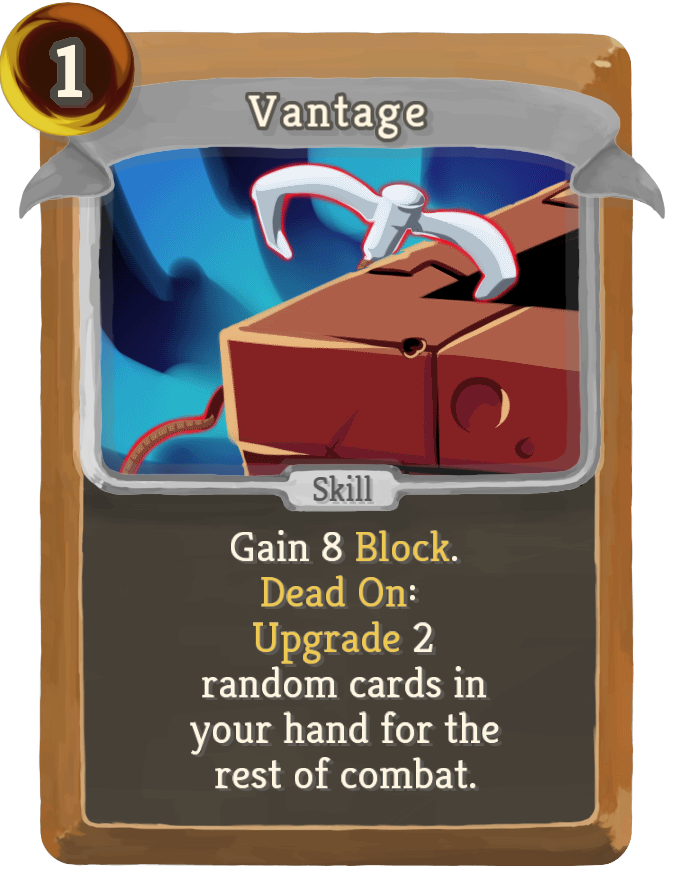 1
Vantage
Skill
Gain 8 Block.
Dead On:
Upgrade 2
random cards in
your hand for the
rest of combat.